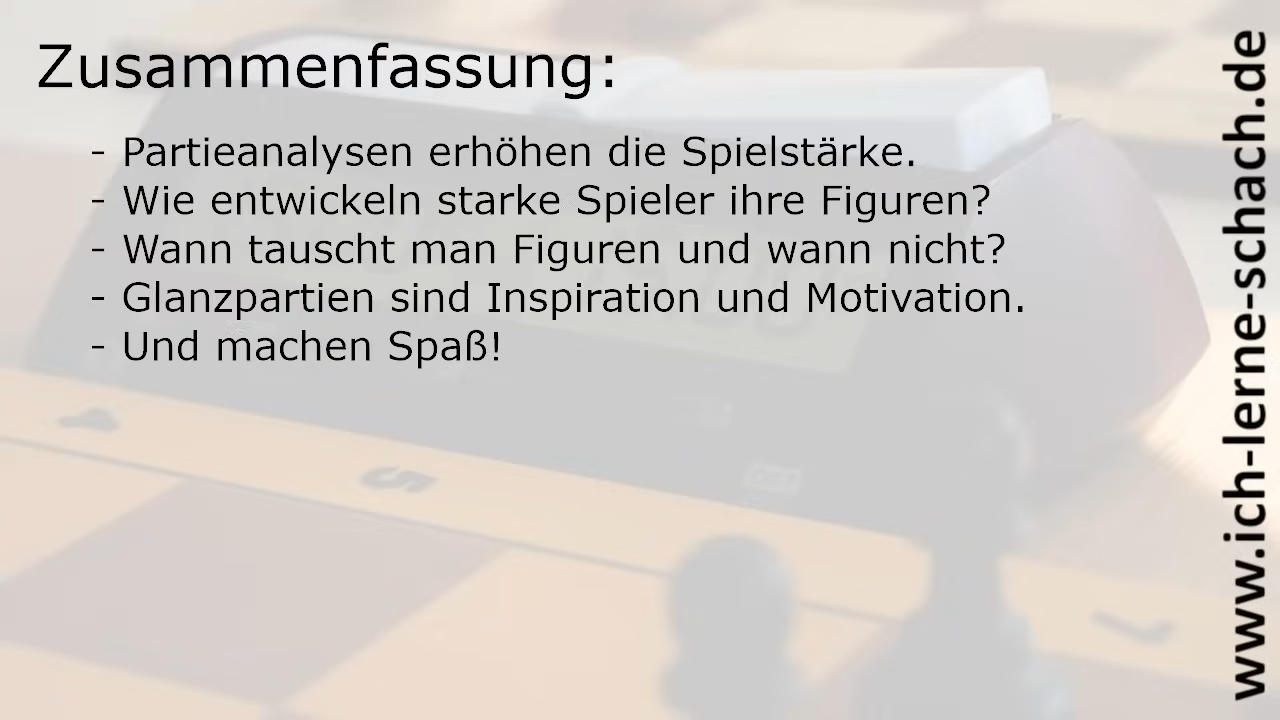 Zusammenfassung:
- Partieanalysen erhöhen die Spielstärke.
- Wie entwickeln starke Spieler ihre Figuren?
- Wann tauscht man Figuren und wann nicht?
- Glanzpartien sind Inspiration und Motivation.
- Und machen Spaß!
www.ich-lerne-schach.de
5